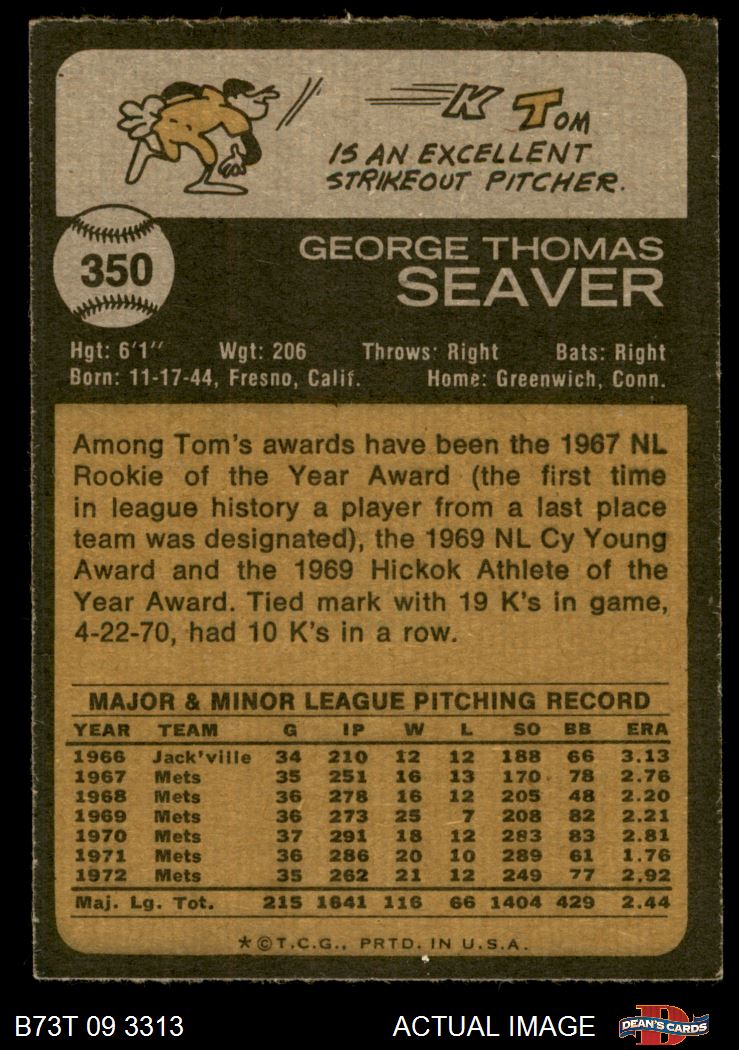 K TOM
IS AN EXCELLENT
STRIKEOUT PITCHER.
350
GEORGE THOMAS
SEAVER
Hgt: 6'1" Wgt: 206 Throws: Right Bats: Right
Born: 11-17-44, Fresno, Calif. Home: Greenwich, Conn.
Among Tom's awards have been the 1967 NL
Rookie of the Year Award (the first time
in league history a player from a last place
team was designated), the 1969 NL Cy Young
Award and the 1969 Hickok Athlete of the
Year Award. Tied mark with 19 K's in game,
4-22-70, had 10 K's in a row.
MAJOR & MINOR LEAGUE PITCHING RECORD
YEAR TEAM G IP W L SO BB ERA
1966 Jack'ville 34 210 12 12 188 66 3.13
1967 Mets 35 251 16 13 170 78 2.76
1968 Mets 36 278 16 12 205 48 2.20
1969 Mets 36 273 25 7 208 82 2.21
1970 Mets 37 291 18 12 283 83 2.81
1971 Mets 36 286 20 10 289 61 1.76
1972 Mets 35 262 21 12 249 77 2.92
Maj. Lg. Tot. 215 1641 116 66 1404 429 2.44
*©T.C.G., PRTD. IN U.S.A.
B73T 09 3313 ACTUAL IMAGE D DEAN'S CARDS